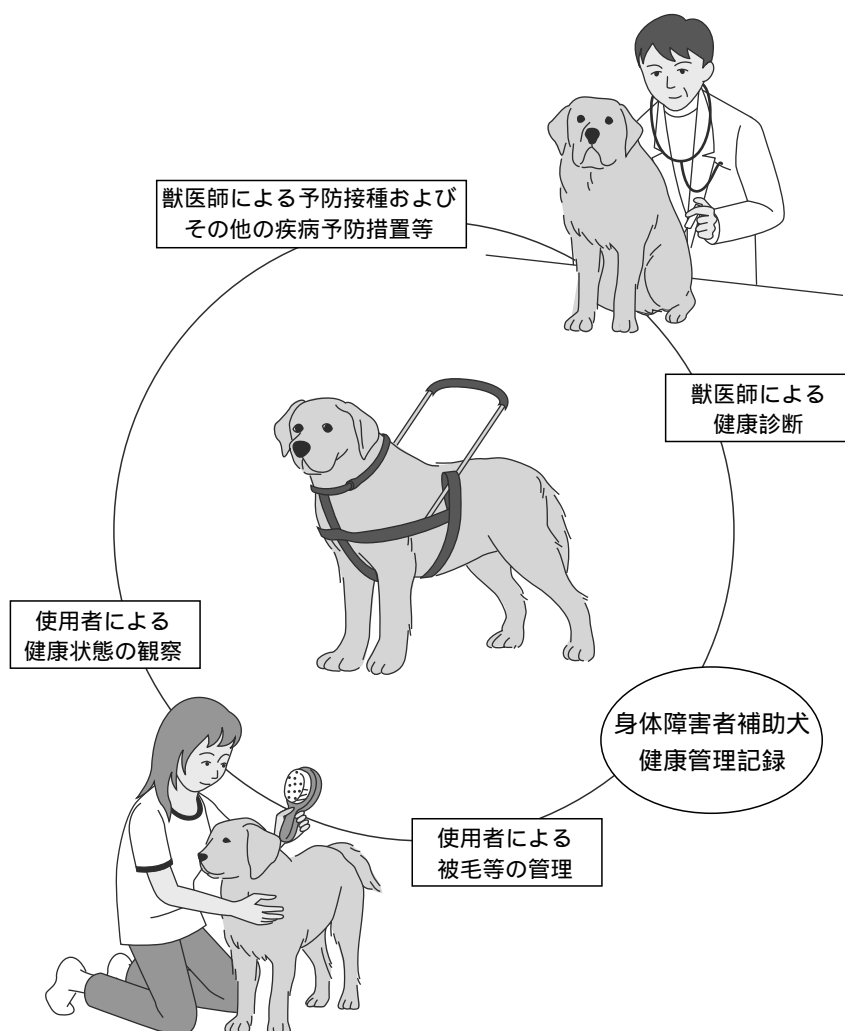 獣医師による予防接種および
その他の疾病予防措置等
獣医師による
健康診断
使用者による
健康状態の観察
身体障害者補助犬
健康管理記録
使用者による
被毛等の管理